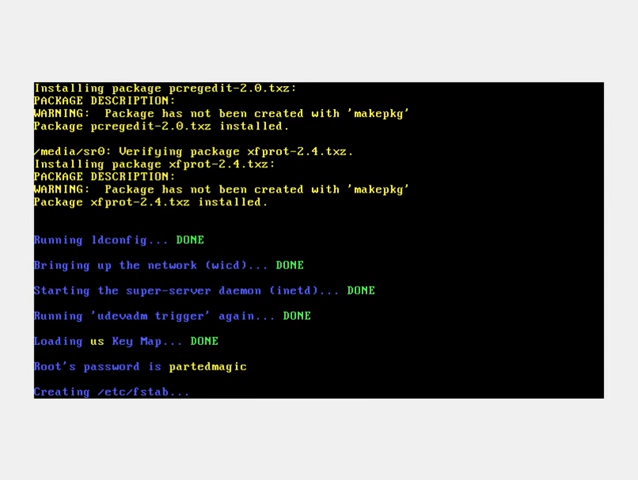 Installing package pcregedit-2.0.txz:
PACKAGE DESCRIPTION:
WARNING:  Package has not been created with 'makepkg'
Package pcregedit-2.0.txz installed.
/media/sr0: Verifying package xfprot-2.4.txz.
Installing package xfprot-2.4.txz:
PACKAGE DESCRIPTION:
WARNING:  Package has not been created with 'makepkg'
Package xfprot-2.4.txz installed.
Running ldconfig... DONE
Bringing up the network (wicd)... DONE
Starting the super-server daemon (inetd)... DONE
Running 'udevadm trigger' again... DONE
Loading us Key Map... DONE
Root's password is partedmagic
Creating /etc/fstab...